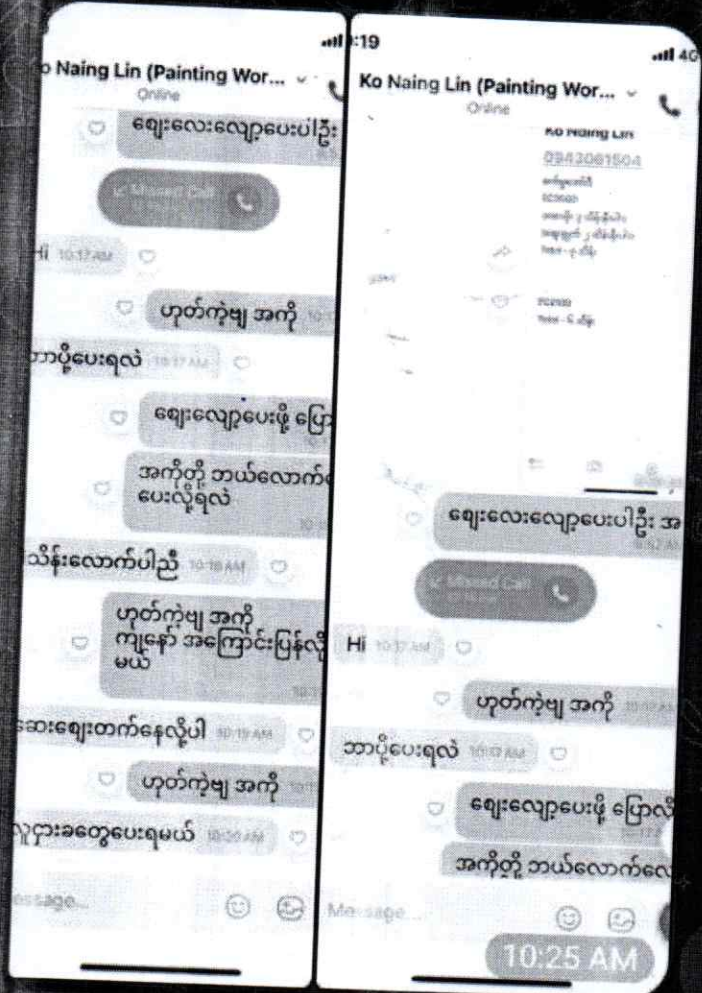 o Naing Lin (Painting Wor...
Online
ဈေးလေးလျှော့ပေးပါဦး
Missed Call
Hi 10:17 AM
ဟုတ်ကဲ့ဗျ အကို
ဘာပို့ပေးရလဲ 10:17 AM
ဈေးလျှော့ပေးဖို့ ပြော
အကိုတို့ ဘယ်လောက်
ပေးလို့ရလဲ
သိန်းလောက်ပါညီ 10:18 AM
ဟုတ်ကဲ့ဗျ အကို
ကျနော် အကြောင်းပြန်လို
မယ်
ဆေးဈေးတက်နေလို့ပါ 10:19 AM
ဟုတ်ကဲ့ဗျ အကို
လူငှားခတွေပေးရမယ် 10:20 AM
essage...
:19
4G
Ko Naing Lin (Painting Wor...
Online
Ko Naing Lin
0943061504
ဈေးလေးလျှော့ပေးပါဦး အ
Missed Call
Hi 10:17 AM
ဟုတ်ကဲ့ဗျ အကို
ဘာပို့ပေးရလဲ 10:17 AM
ဈေးလျှော့ပေးဖို့ ပြောလို
အကိုတို့ ဘယ်လောက်လေ
Message...
10:25 AM